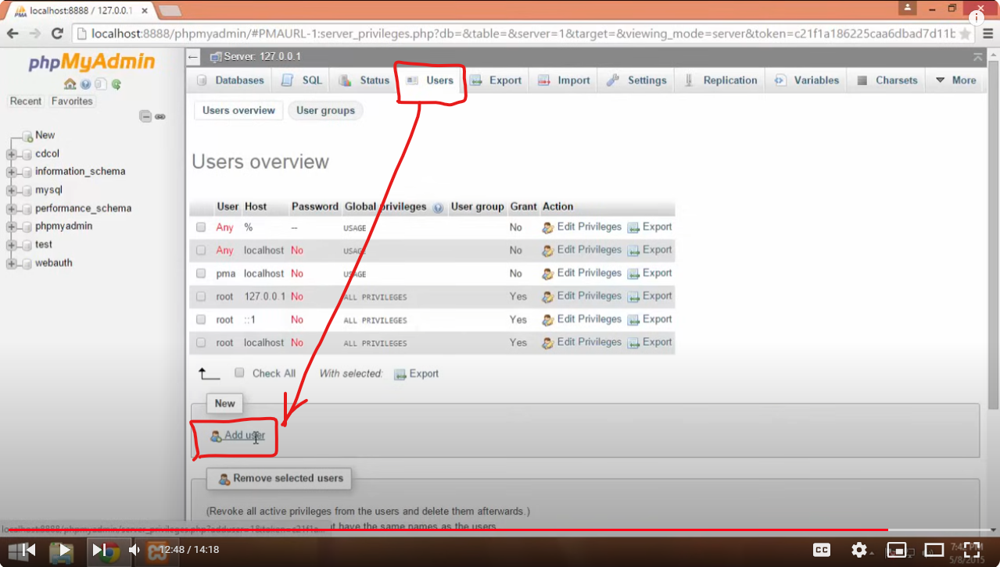 localhost:8888 / 127.0.0.1
localhost:8888/phpmyadmin/#PMAURL-1:server_privileges.php?db=&table=&server=1&target=&viewing_mode=server&token=c21f1a186225caa6dbad7d11b
phpMyAdmin
Recent Favorites
New
cdcol
information_schema
mysql
performance_schema
phpmyadmin
test
webauth
Server: 127.0.0.1
Databases SQL Status Users Export Import Settings Replication Variables Charsets More
Users overview User groups
Users overview
User Host Password Global privileges User group Grant Action
Any % -- USAGE No Edit Privileges Export
Any localhost No USAGE No Edit Privileges Export
pma localhost No USAGE No Edit Privileges Export
root 127.0.0.1 No ALL PRIVILEGES Yes Edit Privileges Export
root ::1 No ALL PRIVILEGES Yes Edit Privileges Export
root localhost No ALL PRIVILEGES Yes Edit Privileges Export
Check All With selected: Export
New
Add user
Remove selected users
(Revoke all active privileges from the users and delete them afterwards.)
have the same names as the users.
localhost:8888/phpmyadmin/server_privileges.php?adduser=1&token=c21f1a...
12:48 / 14:18
CC
5/8/2015